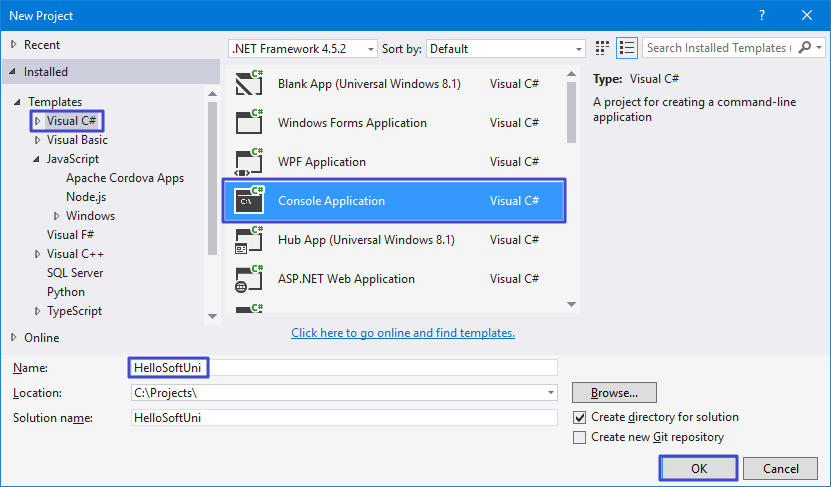 New Project
?
Recent
Installed
Templates
Visual C#
Visual Basic
JavaScript
Apache Cordova Apps
Node.js
Windows
Visual F#
Visual C++
SQL Server
Python
TypeScript
Online
.NET Framework 4.5.2
Sort by: Default
Search Installed Templates (
C# Blank App (Universal Windows 8.1) Visual C#
C# Windows Forms Application Visual C#
C# WPF Application Visual C#
C# C:\ Console Application Visual C#
C# Hub App (Universal Windows 8.1) Visual C#
C# ASP.NET Web Application Visual C#
C#
Click here to go online and find templates.
Type: Visual C#
A project for creating a command-line
application
Name: HelloSoftUni
Location: C:\Projects\
Browse...
Solution name: HelloSoftUni
Create directory for solution
Create new Git repository
OK
Cancel